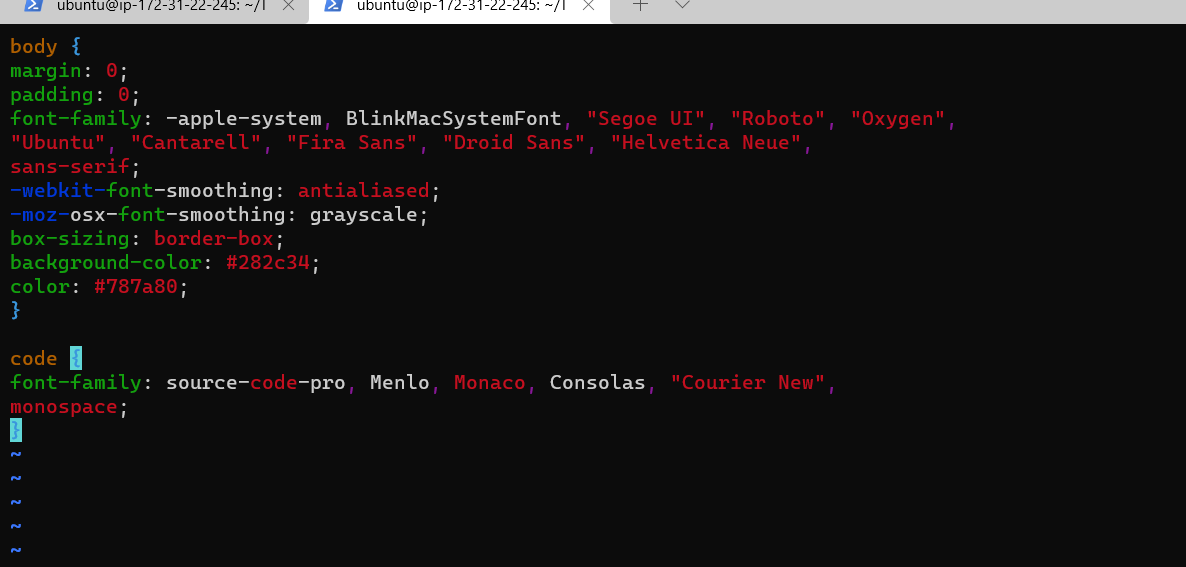 ubuntu@ip-172-31-22-245: ~/T
ubuntu@ip-172-31-22-245: ~/T
body {
margin: 0;
padding: 0;
font-family: -apple-system, BlinkMacSystemFont, "Segoe UI", "Roboto", "Oxygen",
"Ubuntu", "Cantarell", "Fira Sans", "Droid Sans", "Helvetica Neue",
sans-serif;
-webkit-font-smoothing: antialiased;
-moz-osx-font-smoothing: grayscale;
box-sizing: border-box;
background-color: #282c34;
color: #787a80;
}
code {
font-family: source-code-pro, Menlo, Monaco, Consolas, "Courier New",
monospace;
}
~
~
~
~
~